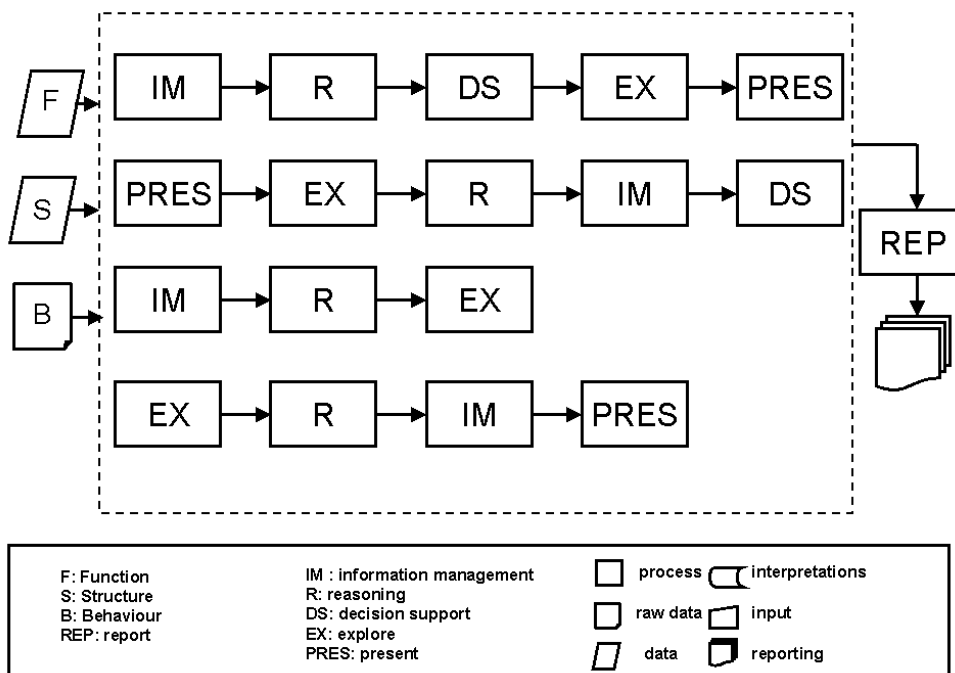 F
IM R DS EX PRES
S
PRES EX R IM DS
REP
B
IM R EX
EX R IM PRES
F: Function
S: Structure
B: Behaviour
REP: report
IM : information management
R: reasoning
DS: decision support
EX: explore
PRES: present
process
interpretations
raw data
input
data
reporting